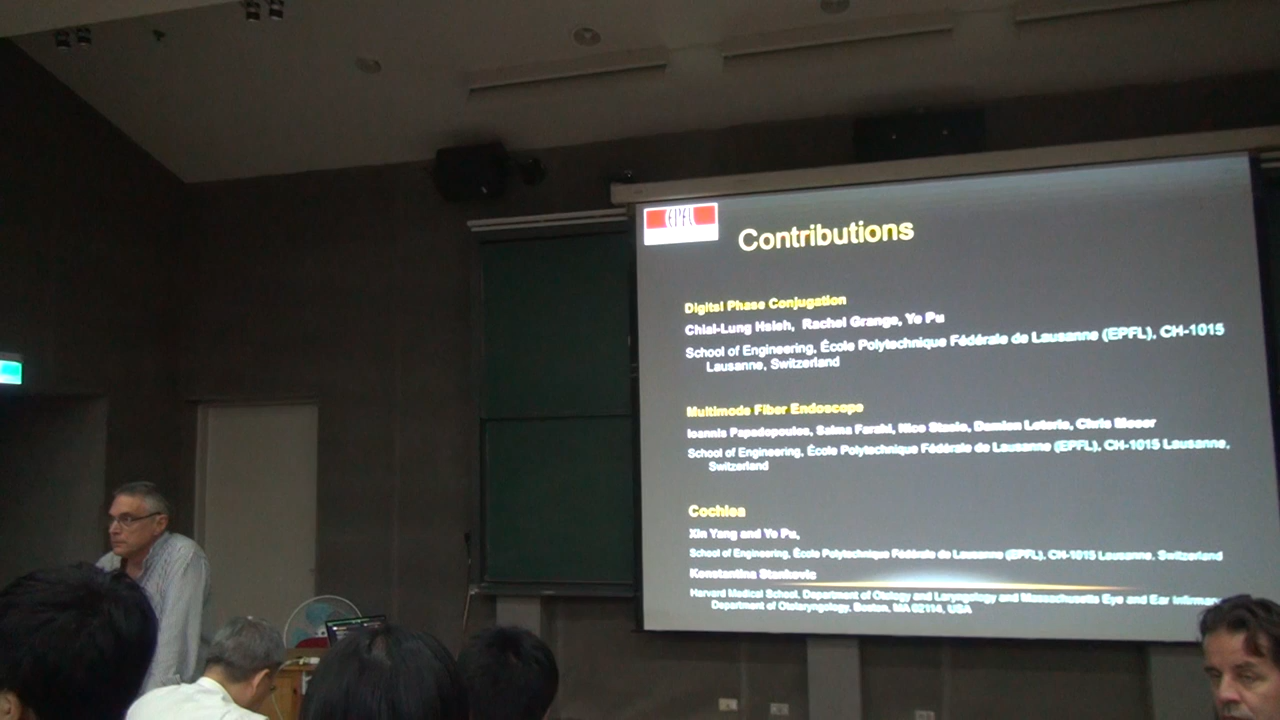 EPFL
Contributions
Digital Phase Conjugation
Chial-Lung Hsieh, Rachel Grange, Ye Pu
School of Engineering, École Polytechnique Fédérale de Lausanne (EPFL), CH-1015
Lausanne, Switzerland
Multimode Fiber Endoscope
Ioannis Papadopoulos, Salma Farahi, Nico Stasio, Damien Loterie, Chris Moser
School of Engineering, École Polytechnique Fédérale de Lausanne (EPFL), CH-1015 Lausanne,
Switzerland
Cochlea
Xin Yang and Ye Pu,
School of Engineering, École Polytechnique Fédérale de Lausanne (EPFL), CH-1015 Lausanne, Switzerland
Konstantina Stankovic
Harvard Medical School, Department of Otology and Laryngology and Massachusetts Eye and Ear Infirmary
Department of Otolaryngology, Boston, MA 02114, USA